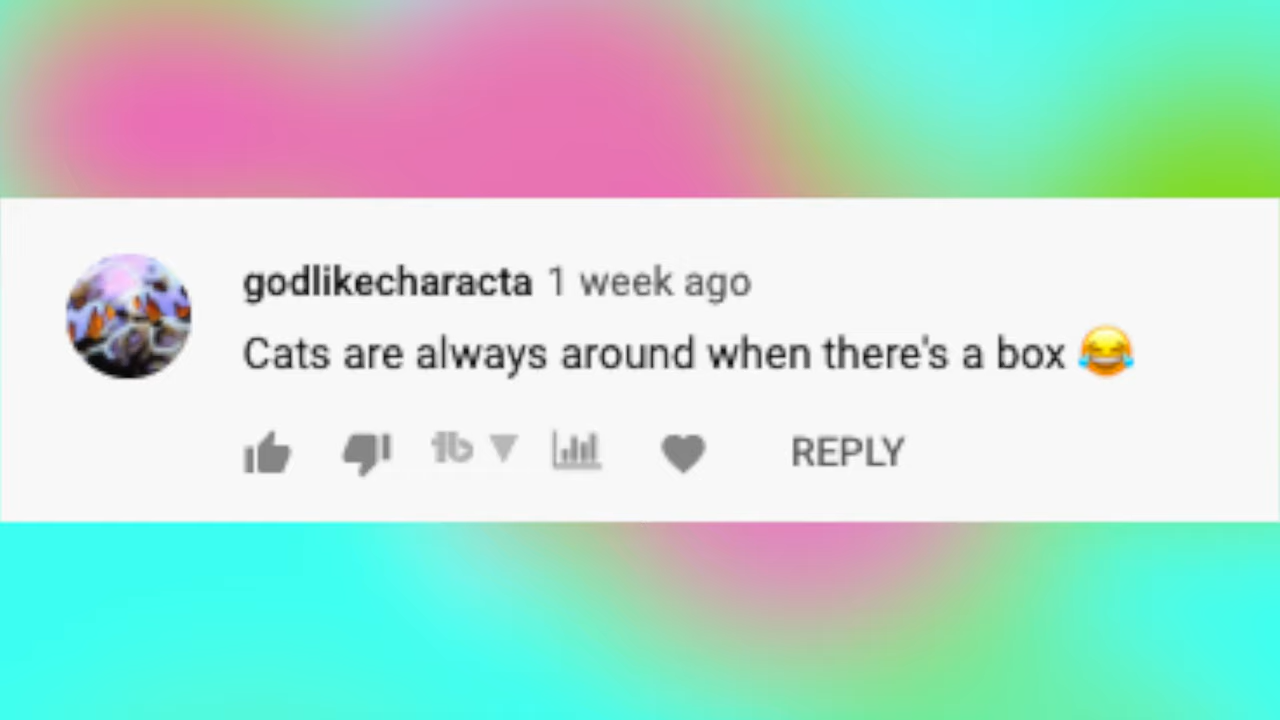 godlikecharacta 1 week ago
Cats are always around when there's a box 😂
REPLY